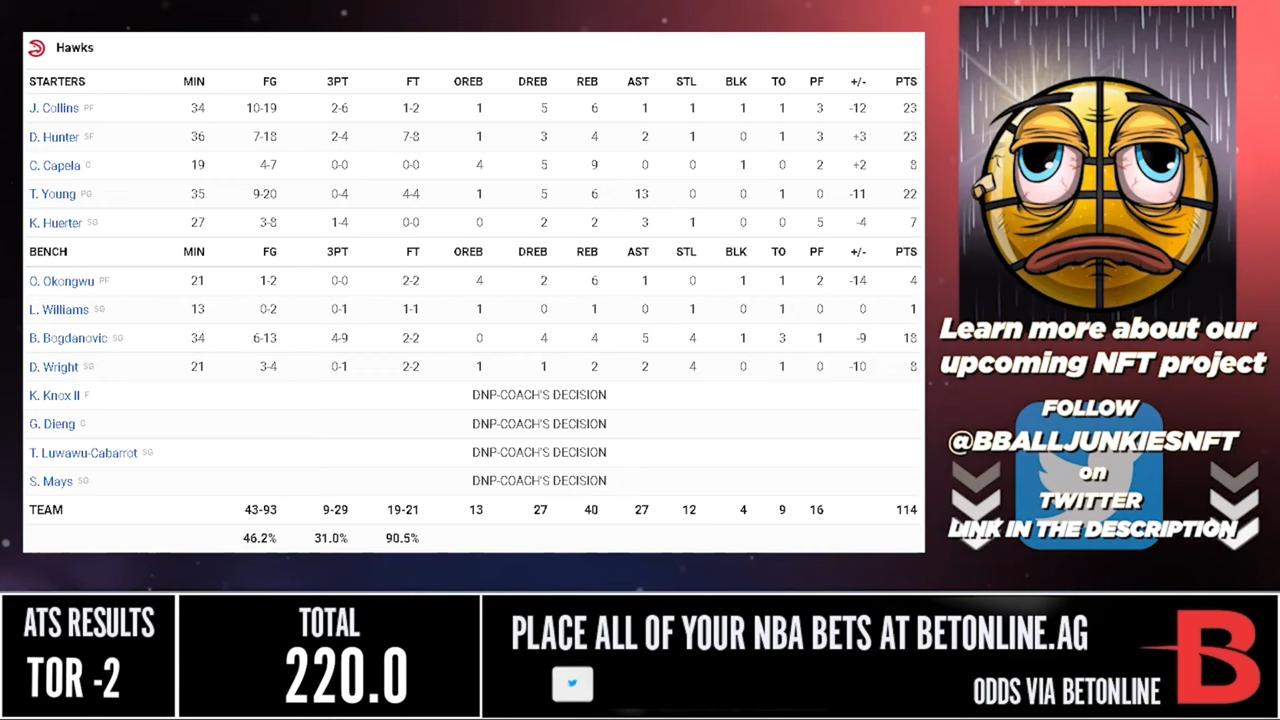 Hawks
STARTERS MIN FG 3PT FT OREB DREB REB AST STL BLK TO PF +/- PTS
J. Collins PF 34 10-19 2-6 1-2 1 5 6 1 1 1 1 3 -12 23
D. Hunter SF 36 7-18 2-4 7-8 1 3 4 2 1 0 1 3 +3 23
C. Capela C 19 4-7 0-0 0-0 4 5 9 0 0 1 0 2 +2 8
T. Young PG 35 9-20 0-4 4-4 1 5 6 13 1 0 1 0 -11 22
K. Huerter SG 27 3-8 1-4 0-0 0 2 2 3 1 0 0 5 -4 7
BENCH MIN FG 3PT FT OREB DREB REB AST STL BLK TO PF +/- PTS
O. Okongwu PF 21 1-2 0-0 2-2 4 2 6 1 0 1 1 2 -14 4
L. Williams SG 13 0-2 0-1 1-1 1 0 1 0 1 0 1 0 0 1
B. Bogdanovic SG 34 6-13 4-9 2-2 0 4 4 5 4 1 3 1 -9 18
D. Wright SG 21 3-4 0-1 2-2 1 1 2 2 4 0 1 0 -10 8
K. Knox II F DNP-COACH'S DECISION
G. Dieng C DNP-COACH'S DECISION
T. Luwawu-Cabarrot SG DNP-COACH'S DECISION
S. Mays SG DNP-COACH'S DECISION
TEAM 43-93 9-29 19-21 13 27 40 27 12 4 9 16 114
46.2% 31.0% 90.5%
Learn more about our
upcoming NFT project
FOLLOW
@BBALLJUNKIESNFT
on
TWITTER
LINK IN THE DESCRIPTION
ATS RESULTS
TOR -2
TOTAL
220.0
PLACE ALL OF YOUR NBA BETS AT BETONLINE.AG
ODDS VIA BETONLINE
B